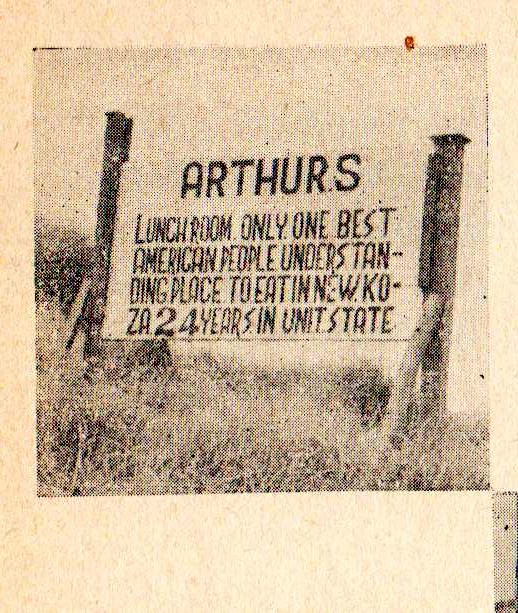 ARTHUR.S
LUNCH ROOM. ONLY ONE BEST
AMERICAN PEOPLE UNDERSTAN-
DING PLACE TO EAT IN NEW. KO-
ZA 24 YEARS IN UNIT. STATE